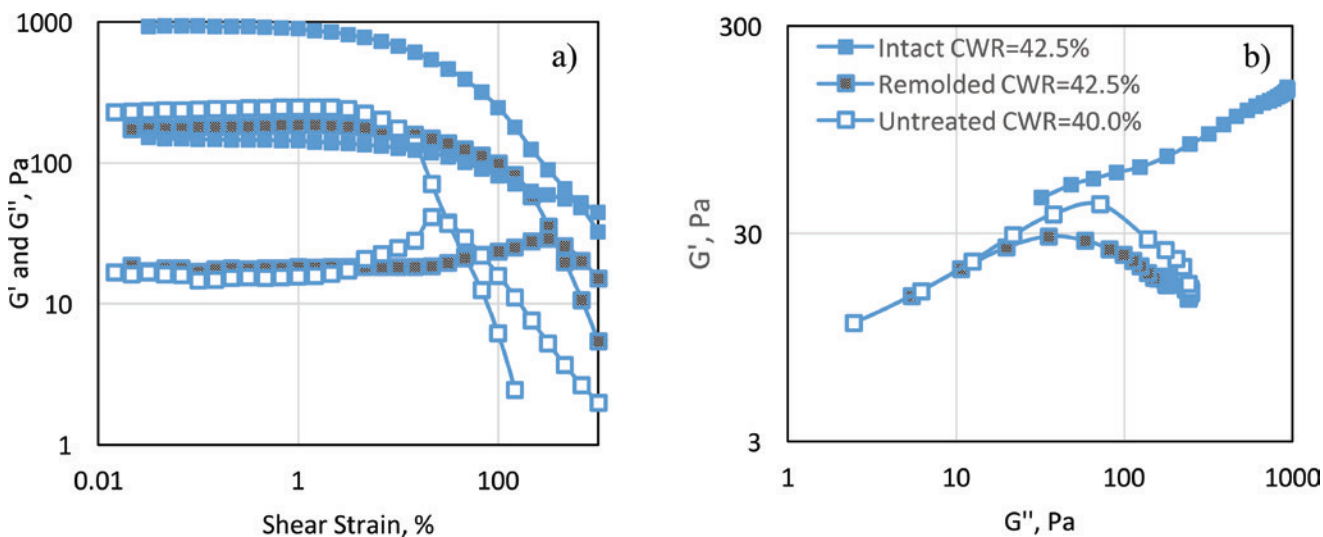 1000
100
10
1
0.01
1
100
G' and G'', Pa
Shear Strain, %
a)
300
30
3
1
10
100
1000
G', Pa
G'', Pa
b)
Intact CWR=42.5%
Remolded CWR=42.5%
Untreated CWR=40.0%